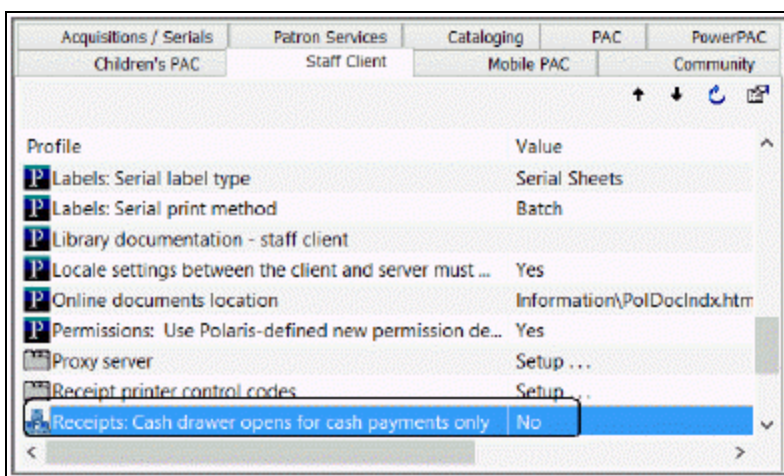 Acquisitions / Serials Patron Services Cataloging PAC PowerPAC
Children's PAC Staff Client Mobile PAC Community
Profile Value
Labels: Serial label type Serial Sheets
Labels: Serial print method Batch
Library documentation - staff client
Locale settings between the client and server must ... Yes
Online documents location Information\PolDocIndx.htm
Permissions: Use Polaris-defined new permission de... Yes
Proxy server Setup ...
Receipt printer control codes Setup ...
Receipts: Cash drawer opens for cash payments only No